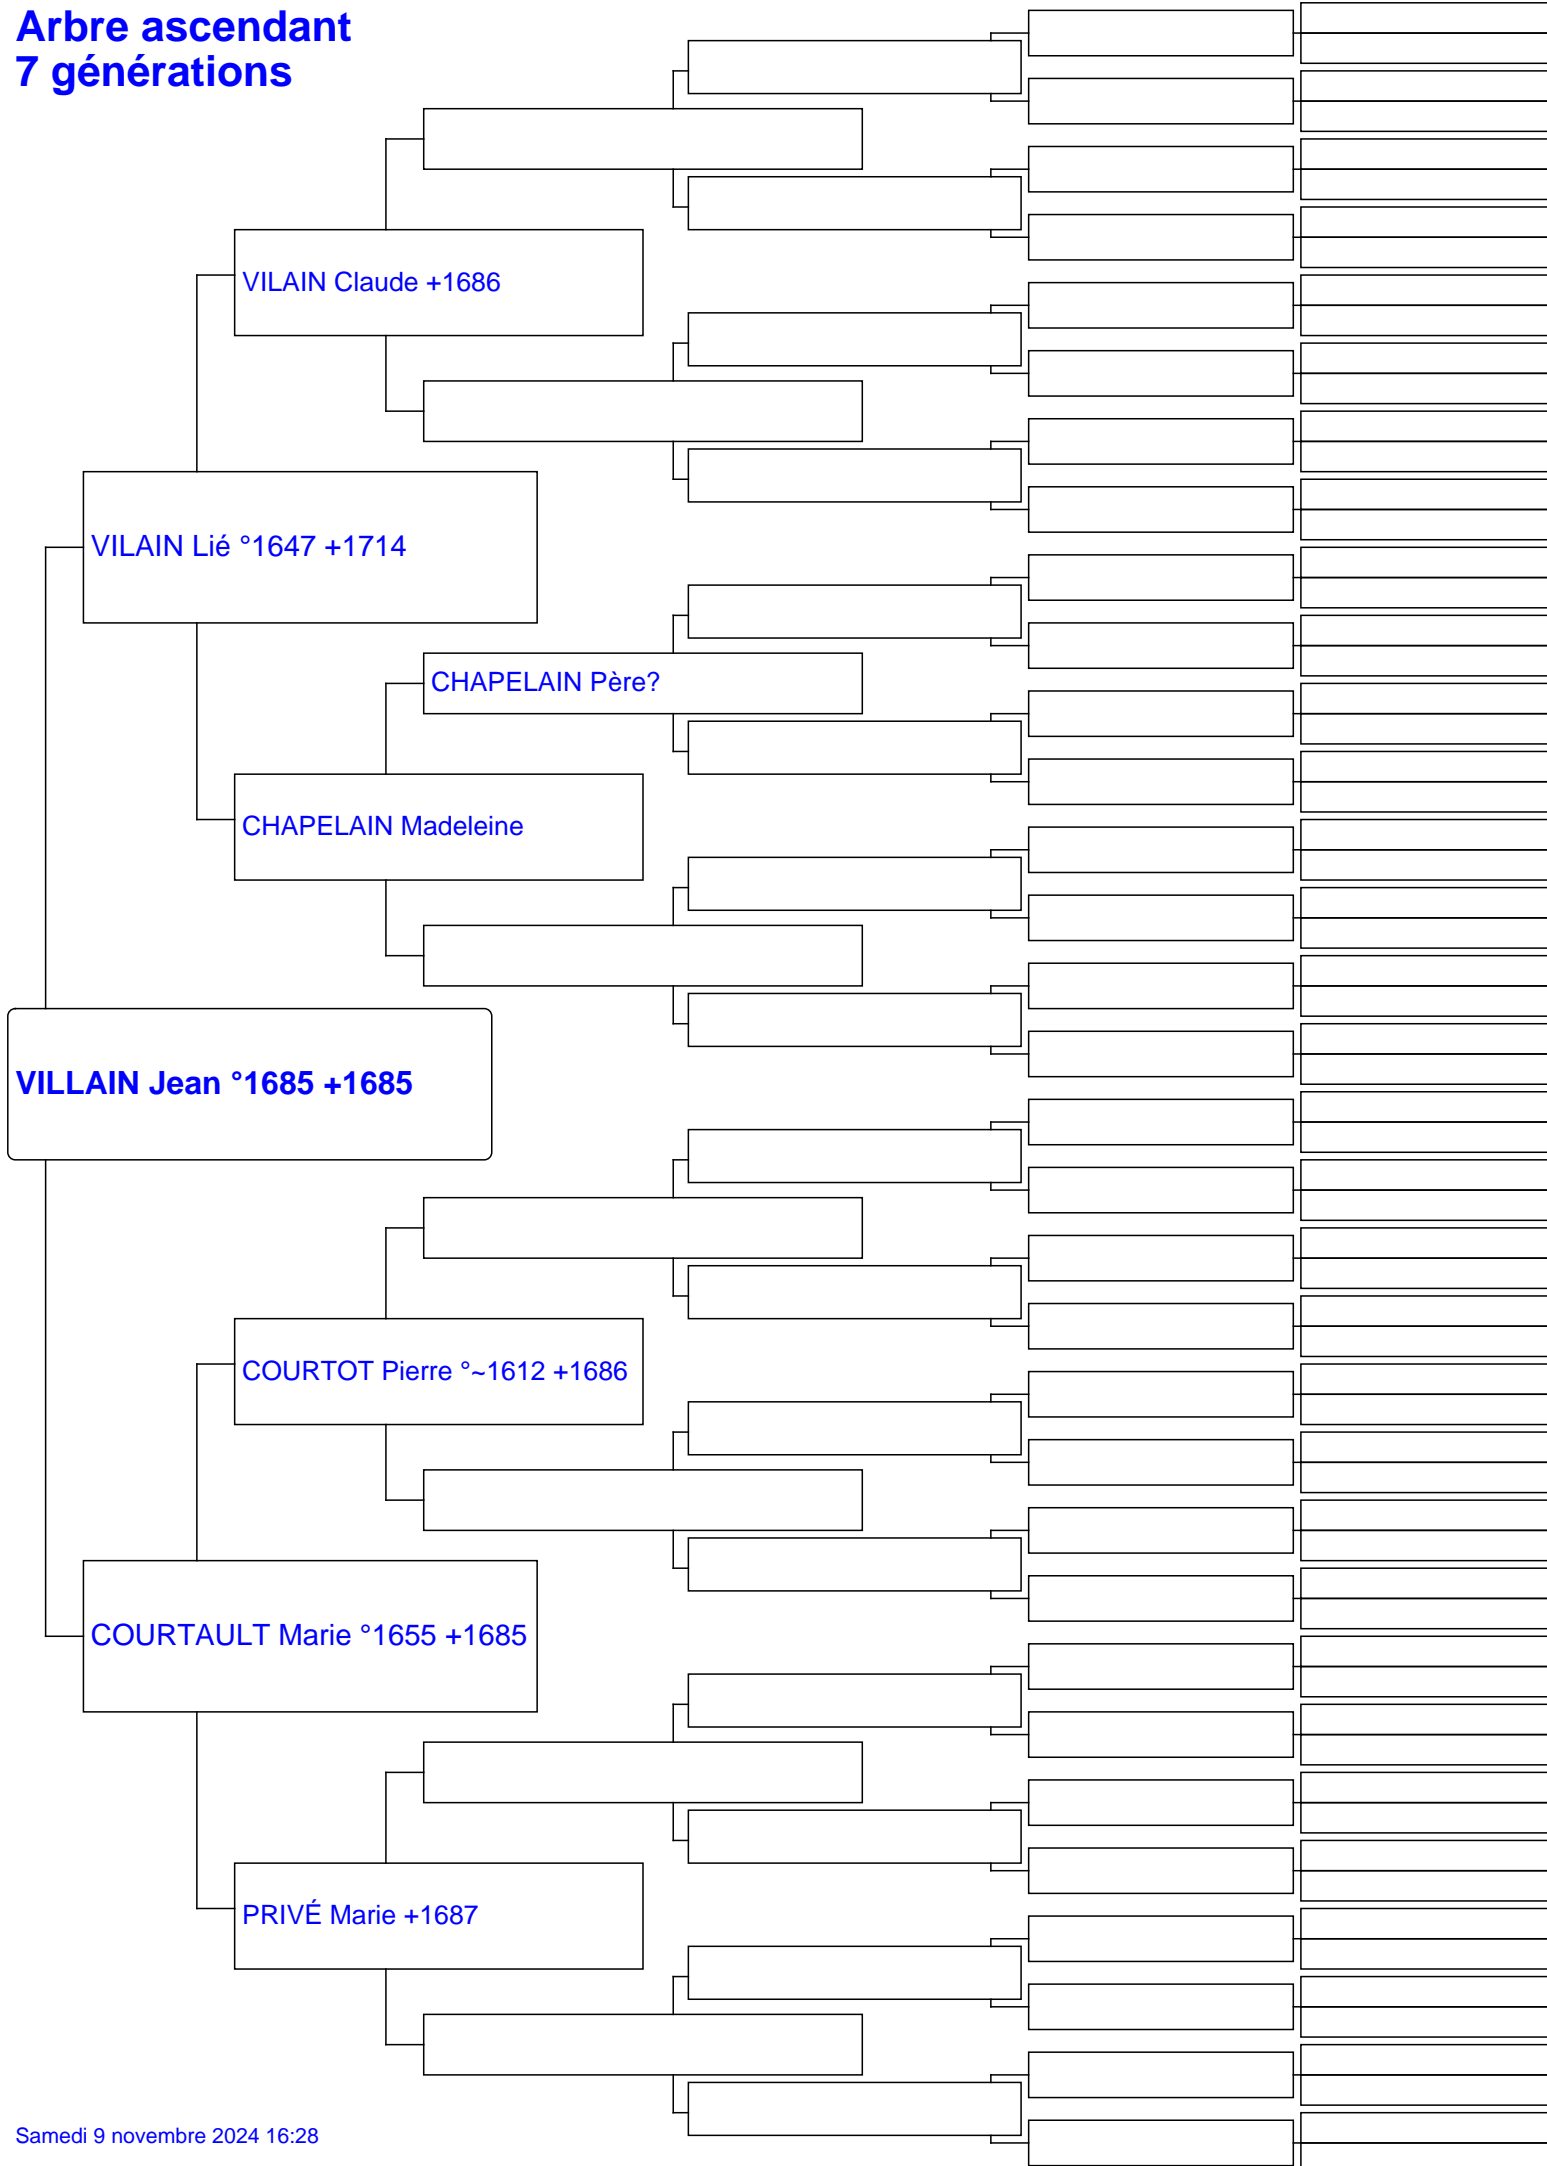 Arbre ascendant
7 générations
VILAIN Claude +1686
VILAIN Lié °1647 +1714
CHAPELAIN Père?
CHAPELAIN Madeleine
VILLAIN Jean °1685 +1685
COURTOT Pierre °~1612 +1686
COURTAULT Marie °1655 +1685
PRIVÉ Marie +1687
Samedi 9 novembre 2024 16:28